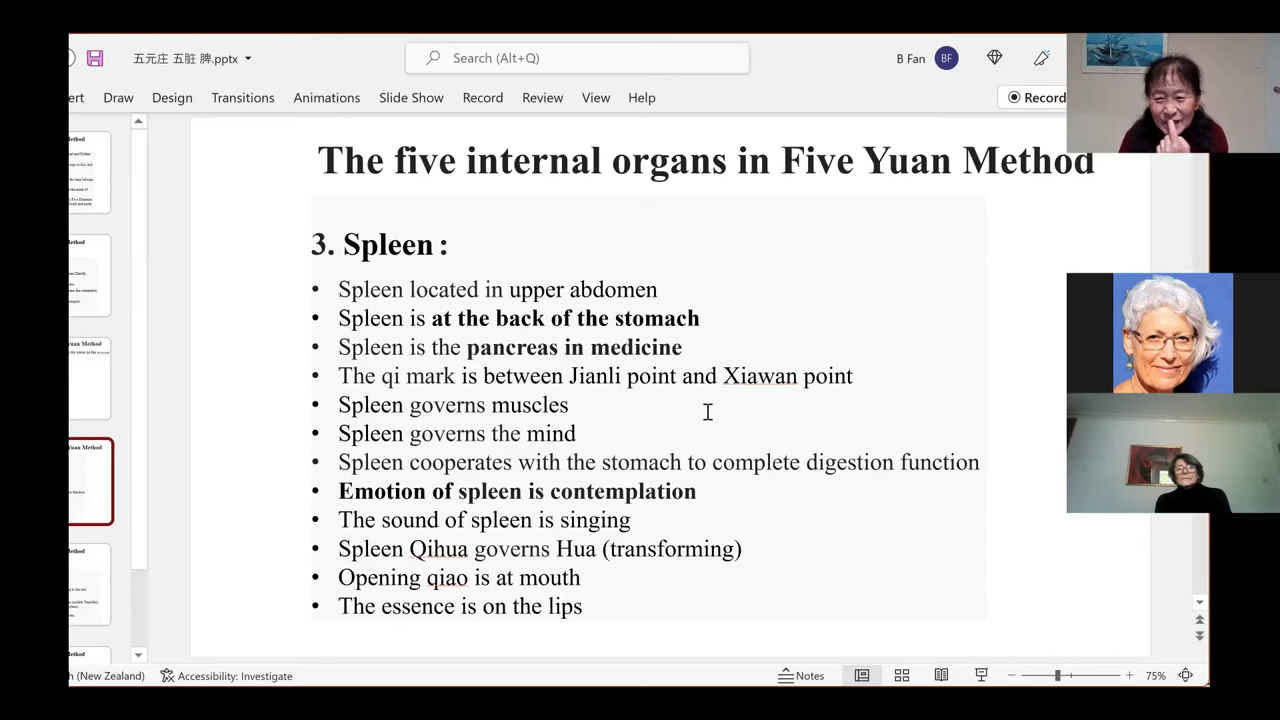 五元庄 五脏 脾.pptx
Search (Alt+Q)
B Fan
BF
ert Draw Design Transitions Animations Slide Show Record Review View Help
Record
The five internal organs in Five Yuan Method
3. Spleen :
• Spleen located in upper abdomen
• Spleen is at the back of the stomach
• Spleen is the pancreas in medicine
• The qi mark is between Jianli point and Xiawan point
• Spleen governs muscles
• Spleen governs the mind
• Spleen cooperates with the stomach to complete digestion function
• Emotion of spleen is contemplation
• The sound of spleen is singing
• Spleen Qihua governs Hua (transforming)
• Opening qiao is at mouth
• The essence is on the lips
h (New Zealand)
Accessibility: Investigate
Notes
75%